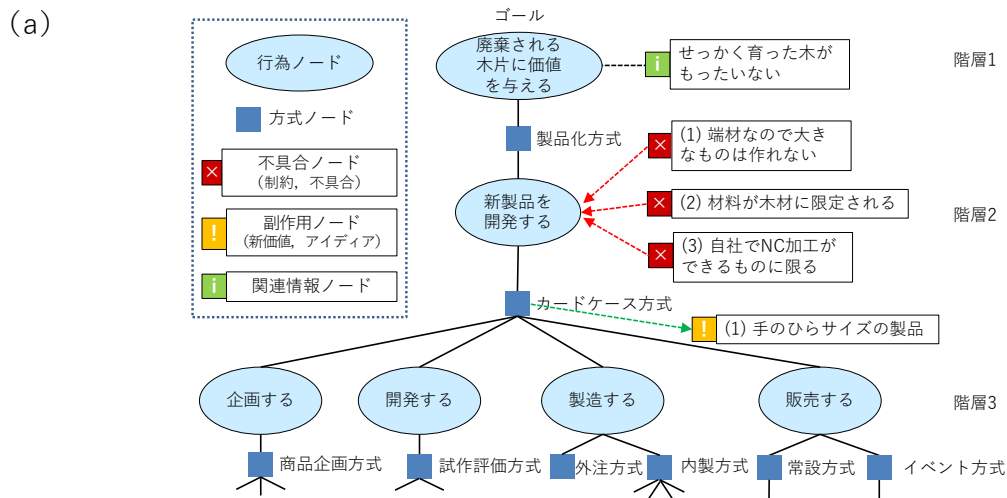 (a)
行為ノード
方式ノード
×
不具合ノード
(制約，不具合)
!
副作用ノード
(新価値，アイディア)
i
関連情報ノード
ゴール
廃棄される
木片に価値
を与える
i
せっかく育った木が
もったいない
階層1
製品化方式
×
(1) 端材なので大き
なものは作れない
新製品を
開発する
×
(2) 材料が木材に限定される
階層2
×
(3) 自社でNC加工が
できるものに限る
カードケース方式
!
(1) 手のひらサイズの製品
企画する
開発する
製造する
販売する
階層3
商品企画方式
試作評価方式
外注方式
内製方式
常設方式
イベント方式